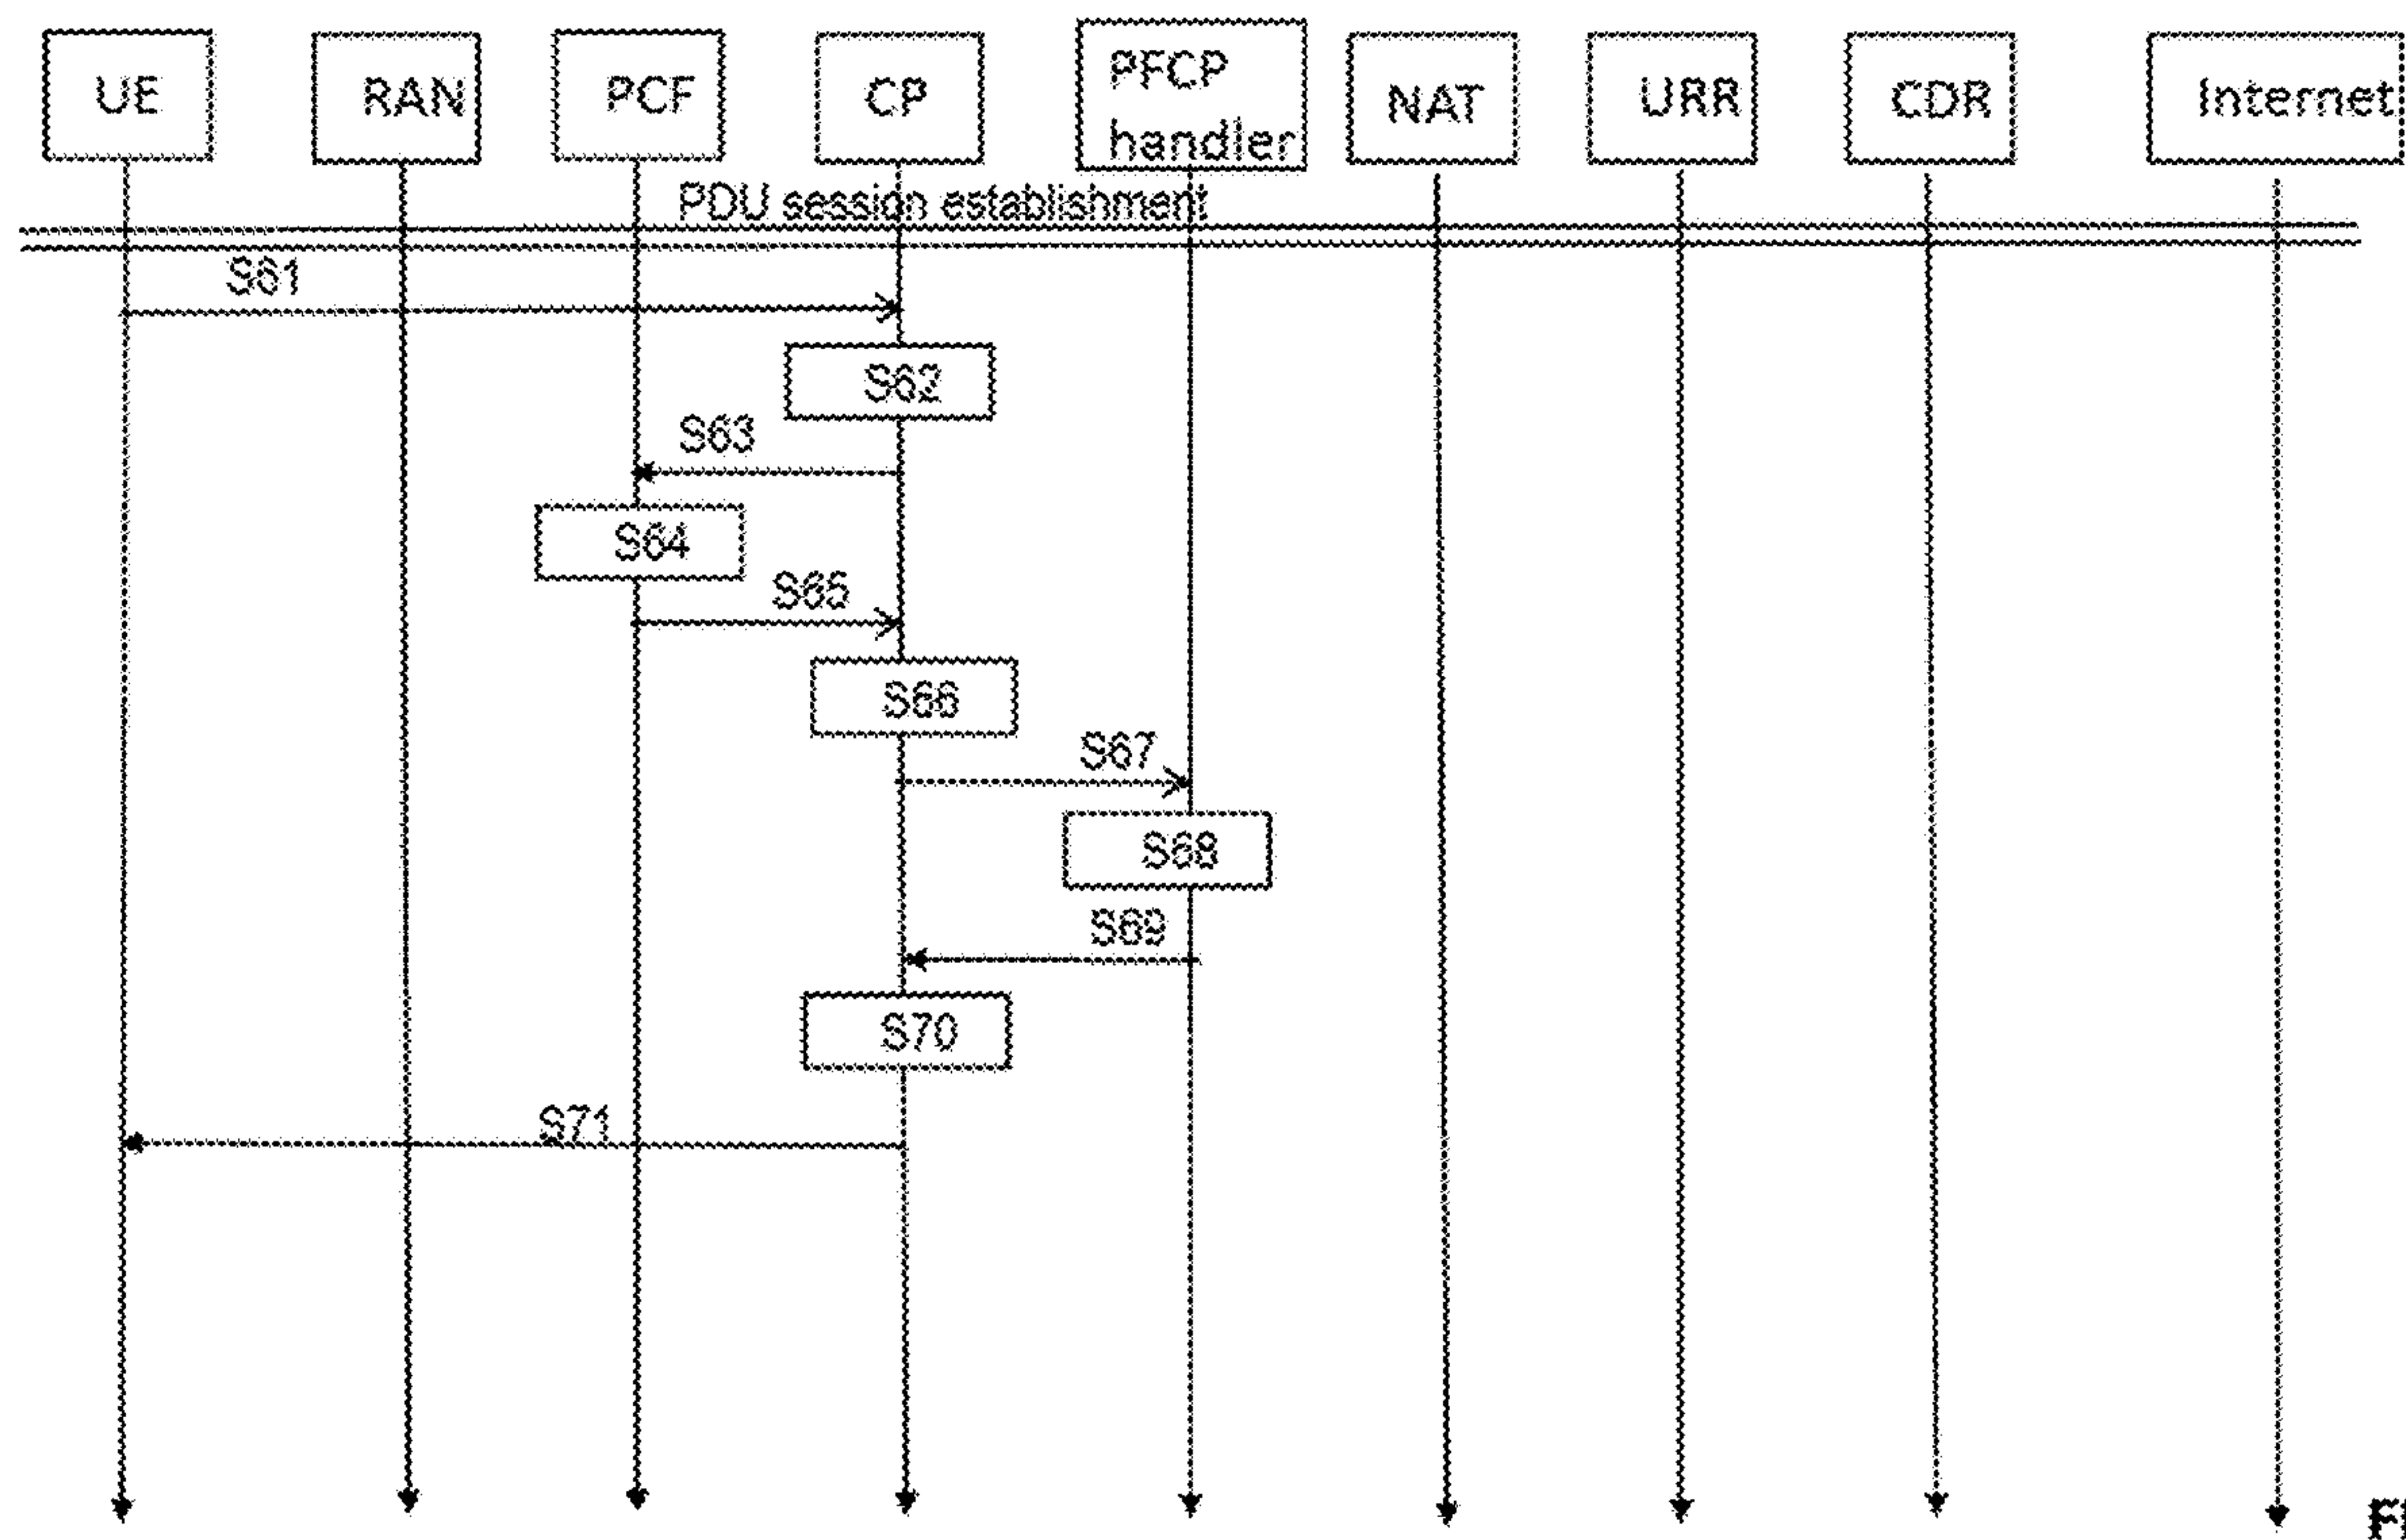 UE
RAN
PCF
CP
PFCP
handler
NAT
URR
CDR
Internet
PDU session establishment
S61
S62
S63
S64
S65
S66
S67
S68
S69
S70
S71